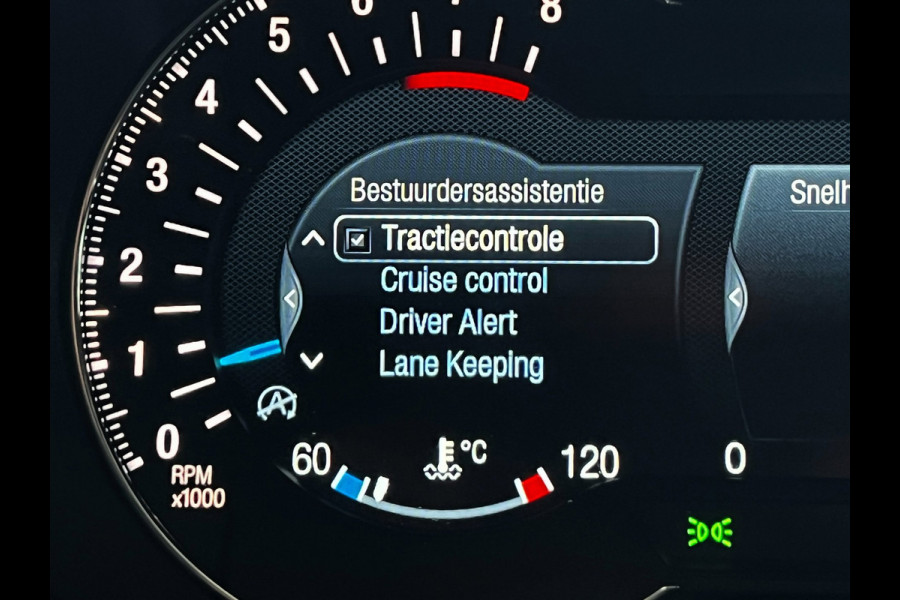 8
6
5
4
3
2
1
0
RPM
x1000
Bestuurdersassistentie
Tractiecontrole
Cruise control
Driver Alert
Lane Keeping
Snelh
A
60
°C
120
0